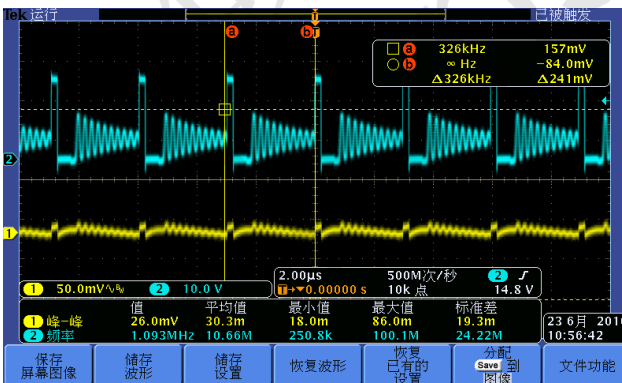 Tek 运行 已被触发
a b
a 326kHz 157mV
b ∞ Hz -84.0mV
Δ326kHz Δ241mV
2
1
1 50.0mV 2 10.0 V
2.00µs 500M次/秒 2
T→▼0.00000 s 10k 点 14.8 V
值 平均值 最小值 最大值 标准差
1 峰-峰 26.0mV 30.3m 18.0m 86.0m 19.3m
2 频率 1.093MHz 10.66M 250.8k 100.1M 24.22M
23 6月 201
10:56:42
保存 储存 储存 恢复波形 恢复 分配 文件功能
屏幕图像 波形 设置 已有的 Save 到
设置 图像